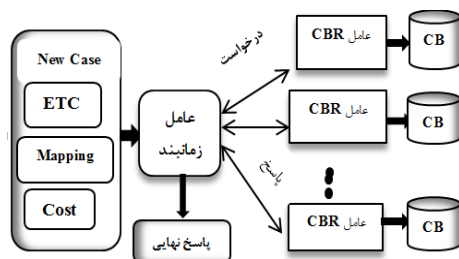 New Case
ETC
Mapping
Cost
عامل
زمانبند
پاسخ نهایی
درخواست
پاسخ
عامل CBR
CB
عامل CBR
CB
عامل CBR
CB